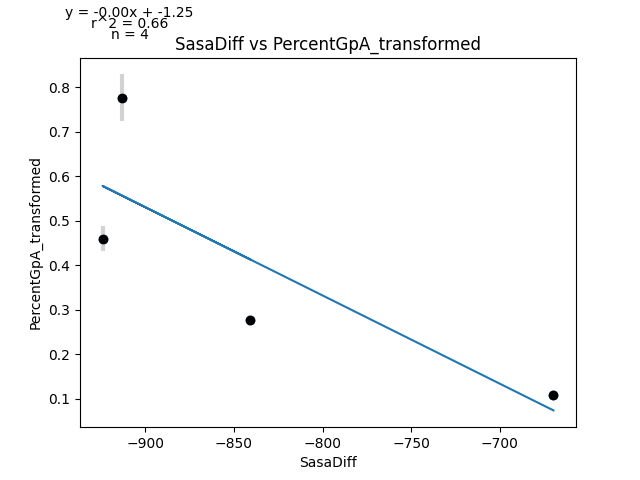 y = -0.00x + -1.25
r^2 = 0.66
n = 4
SasaDiff vs PercentGpA_transformed
PercentGpA_transformed
0.8
0.7
0.6
0.5
0.4
0.3
0.2
0.1
−900
−850
−800
−750
−700
SasaDiff